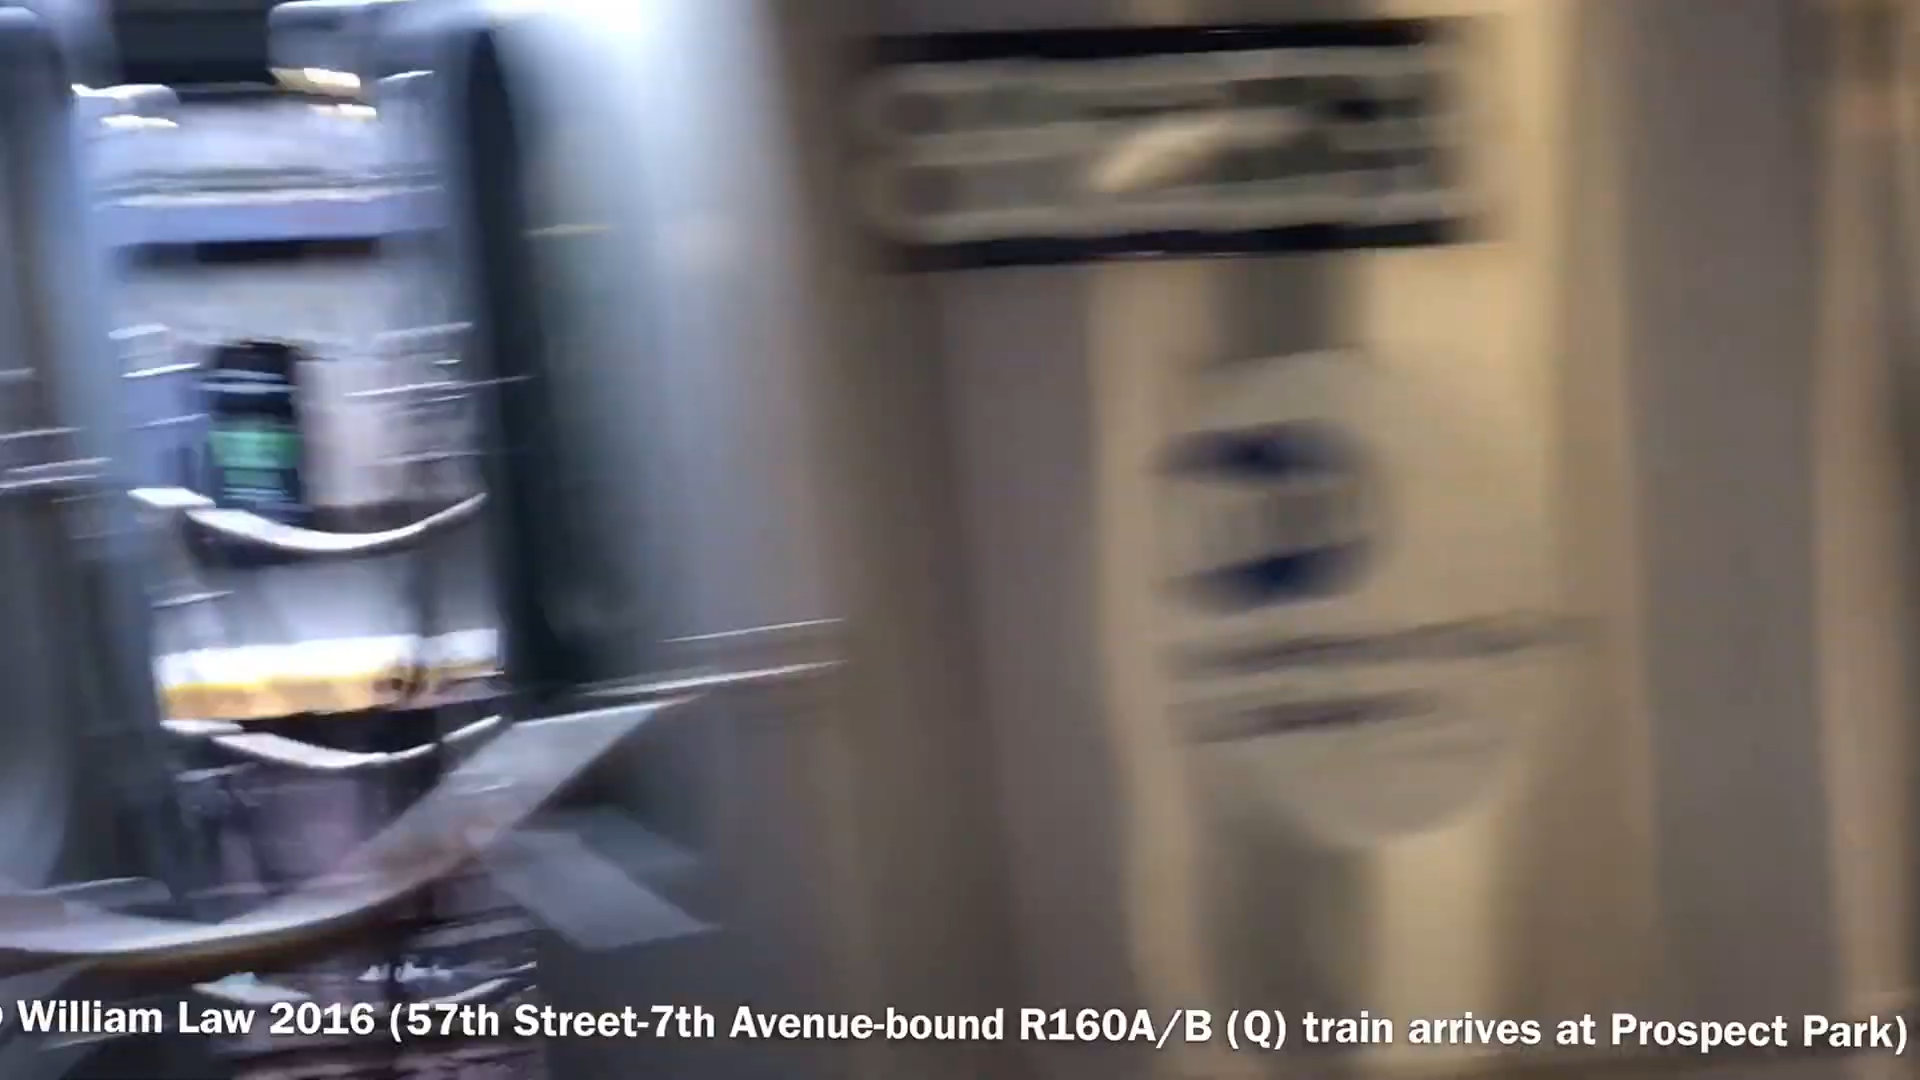 William Law 2016 (57th Street-7th Avenue-bound R160A/B (Q) train arrives at Prospect Park)